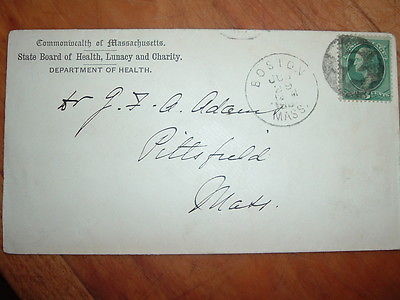 Commonwealth of Massachusetts.
State Board of Health, Lunacy and Charity.
DEPARTMENT OF HEALTH.
BOSTON
MASS.
Dr J. F. A. Adams
Pittsfield
Mass.